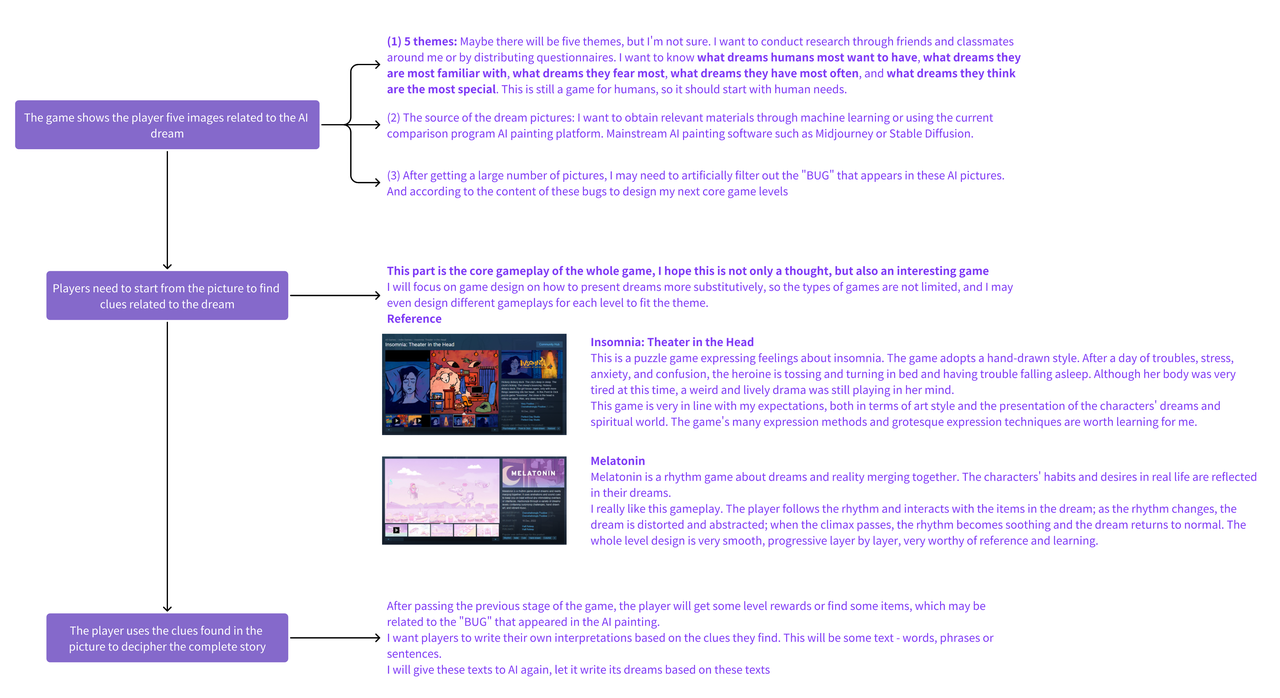 The game shows the player five images related to the AI
dream
(1) 5 themes: Maybe there will be five themes, but I'm not sure. I want to conduct research through friends and classmates
around me or by distributing questionnaires. I want to know what dreams humans most want to have, what dreams they
are most familiar with, what dreams they fear most, what dreams they have most often, and what dreams they think
are the most special. This is still a game for humans, so it should start with human needs.
(2) The source of the dream pictures: I want to obtain relevant materials through machine learning or using the current
comparison program AI painting platform. Mainstream AI painting software such as Midjourney or Stable Diffusion.
(3) After getting a large number of pictures, I may need to artificially filter out the "BUG" that appears in these AI pictures.
And according to the content of these bugs to design my next core game levels
Players need to start from the picture to find
clues related to the dream
This part is the core gameplay of the whole game, I hope this is not only a thought, but also an interesting game
I will focus on game design on how to present dreams more substitutively, so the types of games are not limited, and I may
even design different gameplays for each level to fit the theme.
Reference
Insomnia: Theater in the Head
INSOMNIA
Insomnia: Theater in the Head
This is a puzzle game expressing feelings about insomnia. The game adopts a hand-drawn style. After a day of troubles, stress,
anxiety, and confusion, the heroine is tossing and turning in bed and having trouble falling asleep. Although her body was very
tired at this time, a weird and lively drama was still playing in her mind.
This game is very in line with my expectations, both in terms of art style and the presentation of the characters' dreams and
spiritual world. The game's many expression methods and grotesque expression techniques are worth learning for me.
MELATONIN
Melatonin
Melatonin is a rhythm game about dreams and reality merging together. The characters' habits and desires in real life are reflected
in their dreams.
I really like this gameplay. The player follows the rhythm and interacts with the items in the dream; as the rhythm changes, the
dream is distorted and abstracted; when the climax passes, the rhythm becomes soothing and the dream returns to normal. The
whole level design is very smooth, progressive layer by layer, very worthy of reference and learning.
The player uses the clues found in the
picture to decipher the complete story
After passing the previous stage of the game, the player will get some level rewards or find some items, which may be
related to the "BUG" that appeared in the AI painting.
I want players to write their own interpretations based on the clues they find. This will be some text - words, phrases or
sentences.
I will give these texts to AI again, let it write its dreams based on these texts